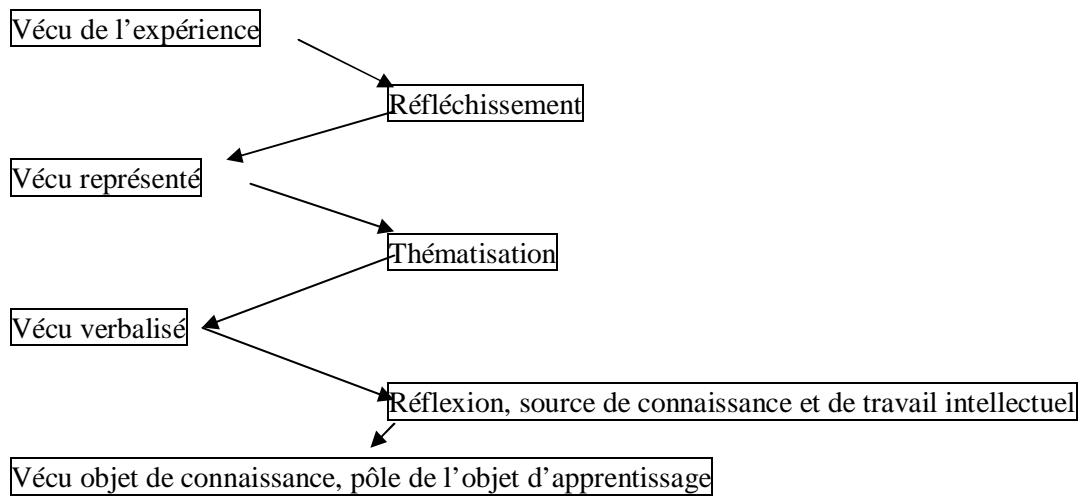 Vécu de l’expérience
Réfléchissement
Vécu représenté
Thématisation
Vécu verbalisé
Réflexion, source de connaissance et de travail intellectuel
Vécu objet de connaissance, pôle de l’objet d’apprentissage